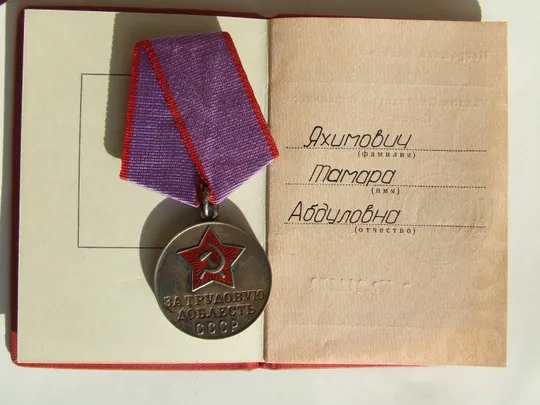 ЗА ТРУДОВУЮ
ДОБЛЕСТЬ
СССР
Яхимович
(фамилия)
Тамара
(имя)
Абдуловна
(отчество)